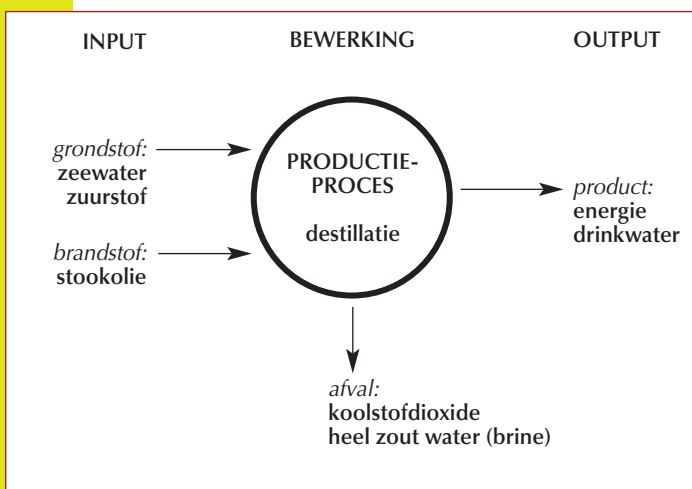 INPUT
BEWERKING
OUTPUT
grondstof:
zeewater
zuurstof
brandstof:
stookolie
PRODUCTIE-
PROCES
destillatie
product:
energie
drinkwater
afval:
koolstofdioxide
heel zout water (brine)